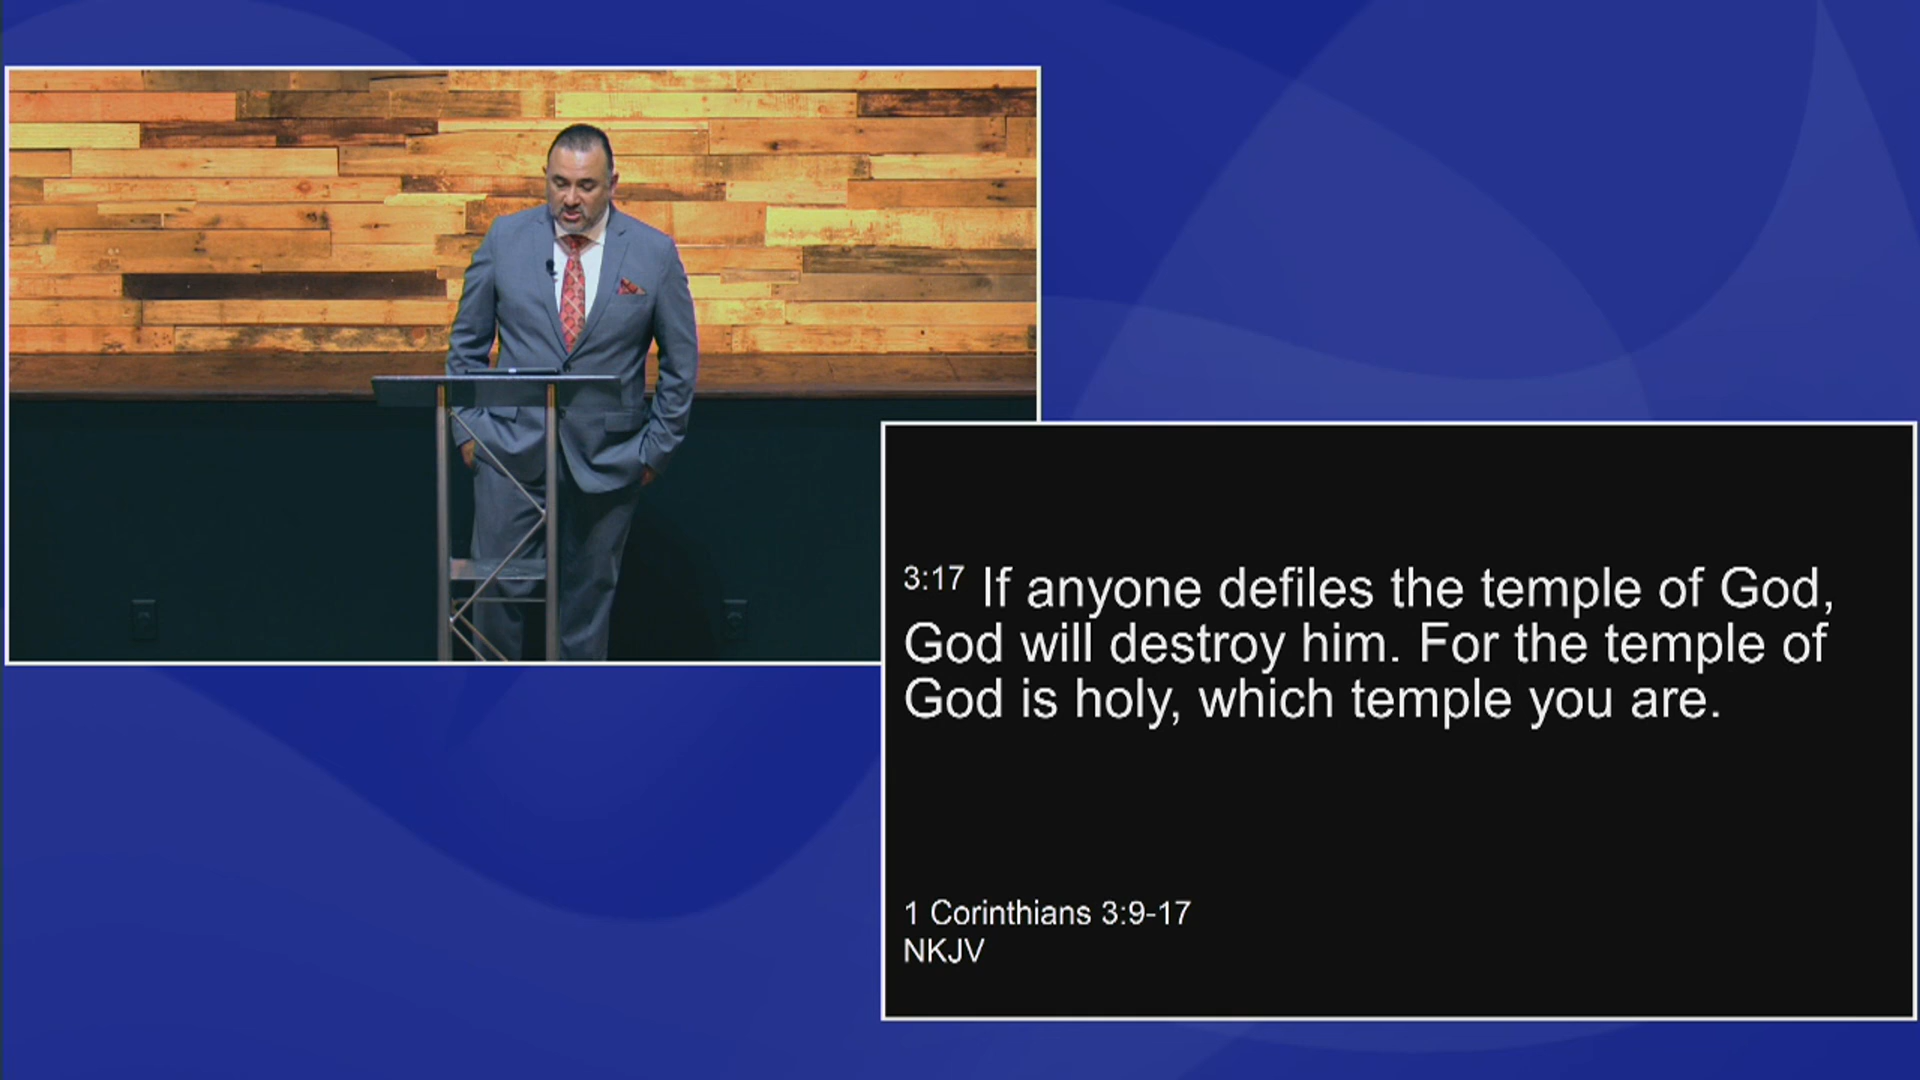 3:17 If anyone defiles the temple of God,
God will destroy him. For the temple of
God is holy, which temple you are.
1 Corinthians 3:9-17
NKJV